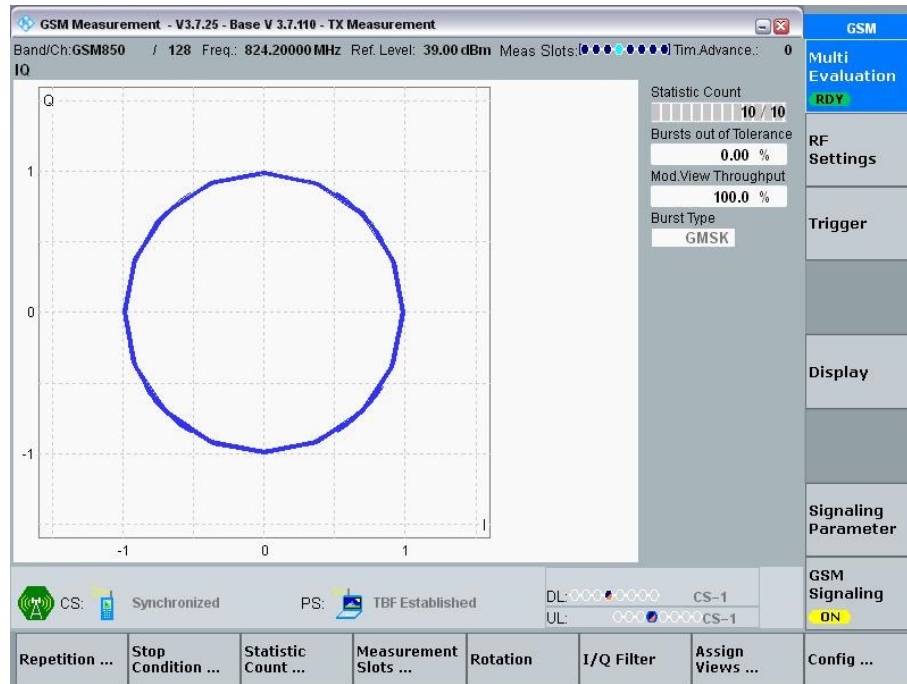 GSM Measurement - V3.7.25 - Base V 3.7.110 - TX Measurement
Band/Ch: GSM850 / 128 Freq.: 824.20000 MHz Ref. Level: 39.00 dBm Meas Slots: Tim.Advance.: 0
IQ
Q
1
0
-1
-1 0 1
I
Statistic Count
10 / 10
Bursts out of Tolerance
0.00 %
Mod.View Throughput
100.0 %
Burst Type
GMSK
GSM
Multi
Evaluation
RDY
RF
Settings
Trigger
Display
Signaling
Parameter
GSM
Signaling
ON
CS: Synchronized PS: TBF Established DL: CS-1
UL: CS-1
Repetition ...
Stop
Condition ...
Statistic
Count ...
Measurement
Slots ...
Rotation
I/Q Filter
Assign
Views ...
Config ...